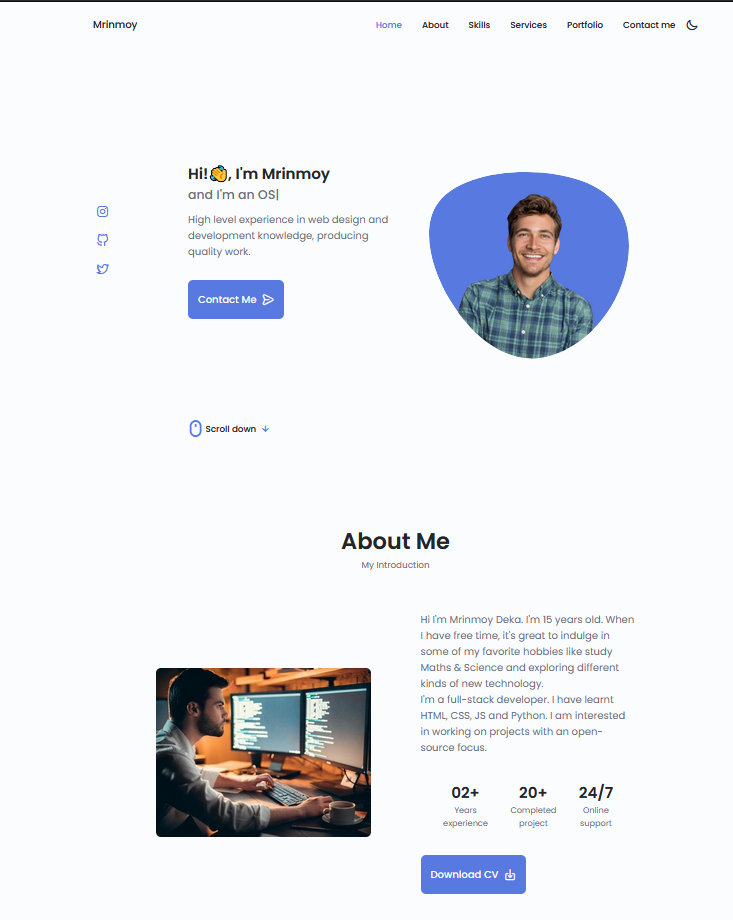 Mrinmoy
Home About Skills Services Portfolio Contact me
Hi!👏, I'm Mrinmoy
and I'm an OS|
High level experience in web design and
development knowledge, producing
quality work.
Contact Me
Scroll down
About Me
My Introduction
Hi I'm Mrinmoy Deka. I'm 15 years old. When
I have free time, it's great to indulge in
some of my favorite hobbies like study
Maths & Science and exploring different
kinds of new technology.
I'm a full-stack developer. I have learnt
HTML, CSS, JS and Python. I am interested
in working on projects with an open-
source focus.
02+ 20+ 24/7
Years Completed Online
experience project support
Download CV